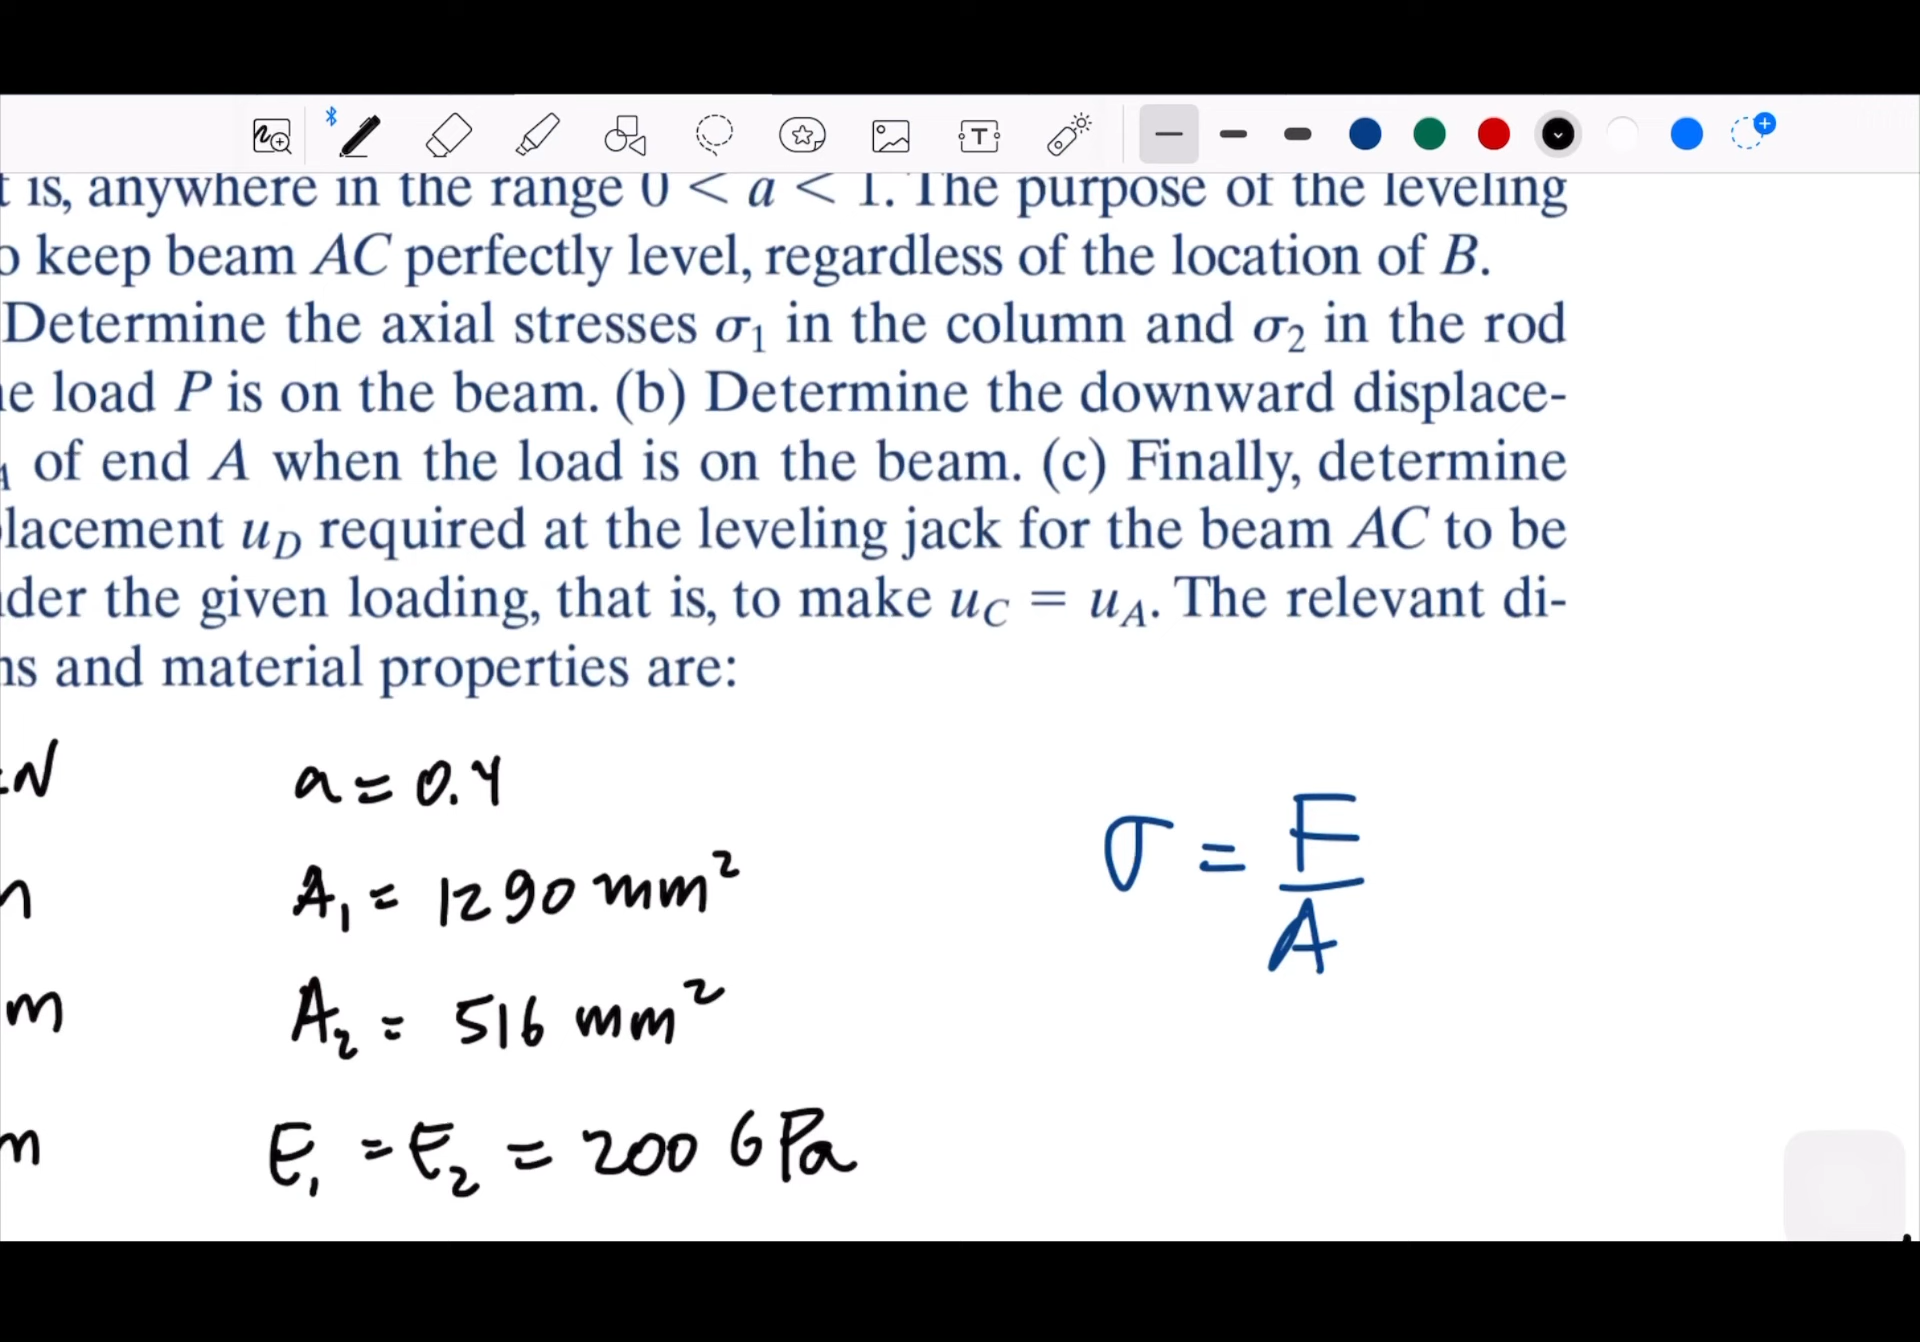 is, anywhere in the range 0 < a < 1. The purpose of the leveling
keep beam AC perfectly level, regardless of the location of B.
Determine the axial stresses σ₁ in the column and σ₂ in the rod
load P is on the beam. (b) Determine the downward displace-
of end A when the load is on the beam. (c) Finally, determine
lacement u_D required at the leveling jack for the beam AC to be
der the given loading, that is, to make u_C = u_A. The relevant di-
ns and material properties are:
N a = 0.4
A₁ = 1290 mm²
m A₂ = 516 mm²
m E₁ = E₂ = 200 GPa
σ = F/A